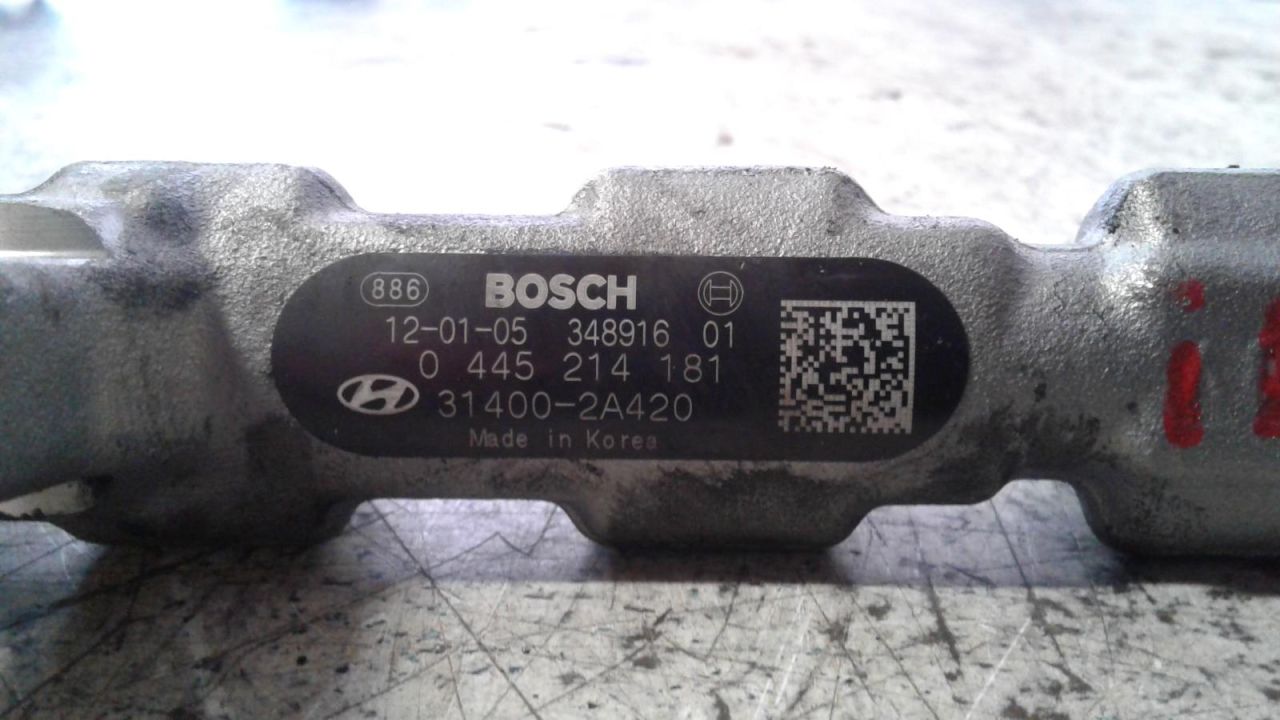 886 BOSCH
12-01-05 348916 01
0 445 214 181
31400-2A420
Made in Korea